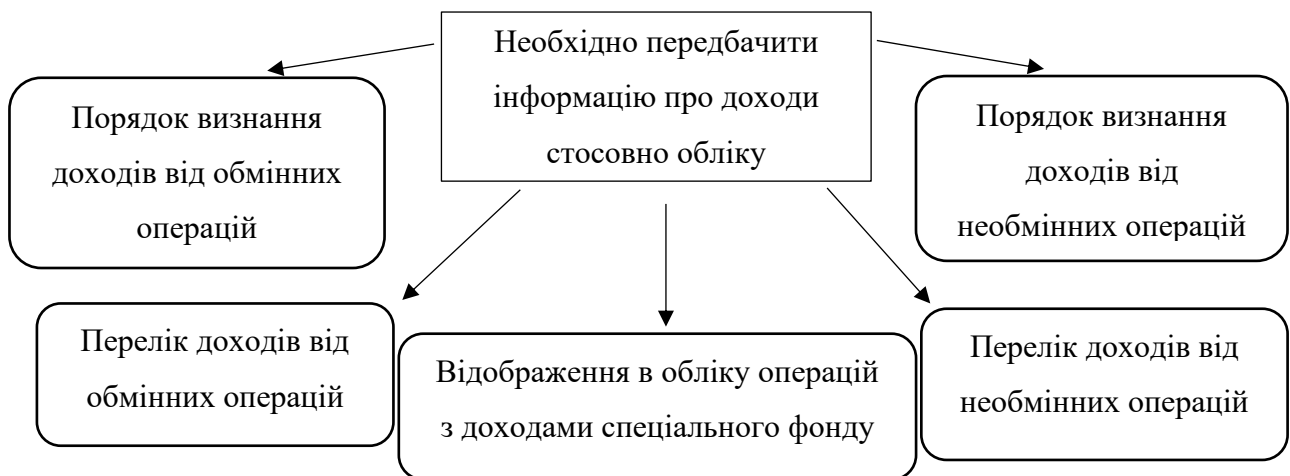 Необхідно передбачити
інформацію про доходи
стосовно обліку
Порядок визнання
доходів від обмінних
операцій
Порядок визнання
доходів від
необмінних операцій
Перелік доходів від
обмінних операцій
Відображення в обліку операцій
з доходами спеціального фонду
Перелік доходів від
необмінних операцій